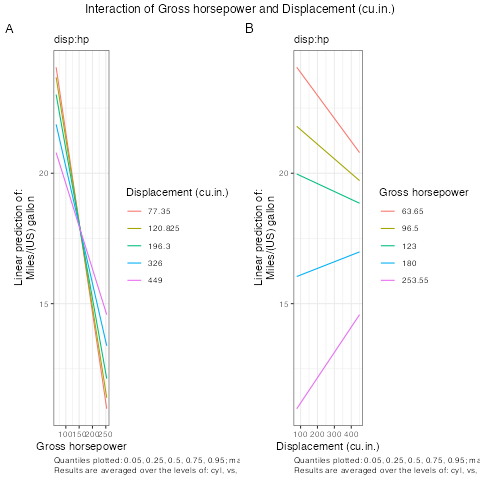 Interaction of Gross horsepower and Displacement (cu.in.)
A
disp:hp
Linear prediction of:
Miles/(US) gallon
20
15
100 150 200 250
Gross horsepower
Displacement (cu.in.)
77.35
120.825
196.3
326
449
Quantiles plotted: 0.05, 0.25, 0.5, 0.75, 0.95; ma
Results are averaged over the levels of: cyl, vs,
B
disp:hp
Linear prediction of:
Miles/(US) gallon
20
15
100 200 300 400
Displacement (cu.in.)
Gross horsepower
63.65
96.5
123
180
253.55
Quantiles plotted: 0.05, 0.25, 0.5, 0.75, 0.95; ma
Results are averaged over the levels of: cyl, vs,